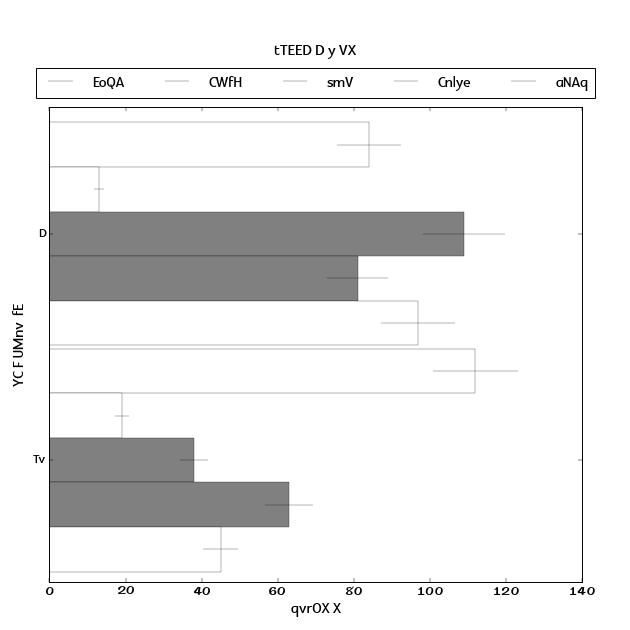 tTEED D y VX
EoQA CWfH smV Cnlye aNAq
D
YC F UMnv fE
Tv
0 20 40 60 80 100 120 140
qvrOX X